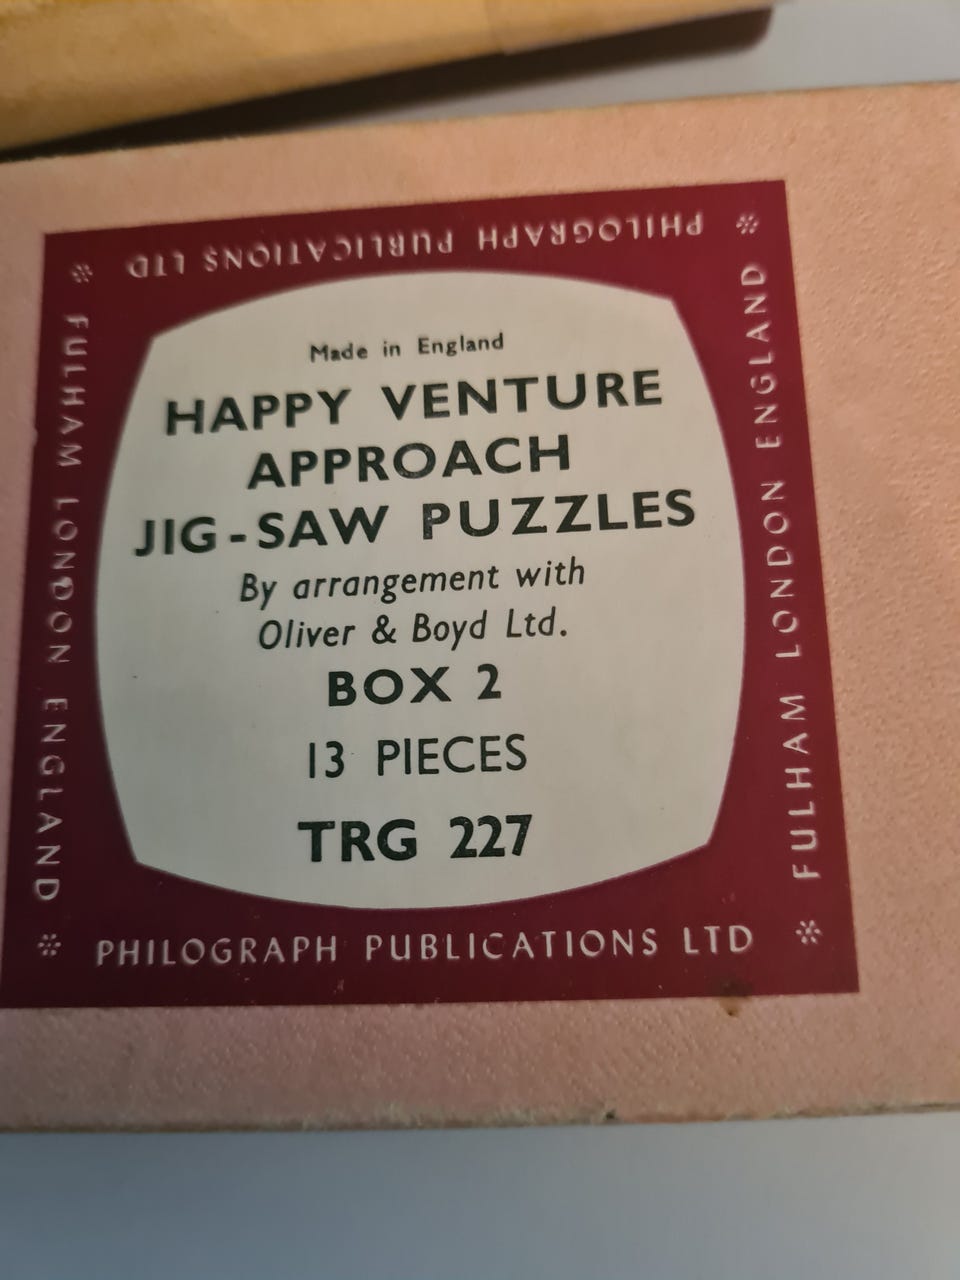 PHILOGRAPH PUBLICATIONS LTD
FULHAM LONDON ENGLAND
Made in England
HAPPY VENTURE
APPROACH
JIG-SAW PUZZLES
By arrangement with
Oliver & Boyd Ltd.
BOX 2
13 PIECES
TRG 227
FULHAM LONDON ENGLAND
PHILOGRAPH PUBLICATIONS LTD